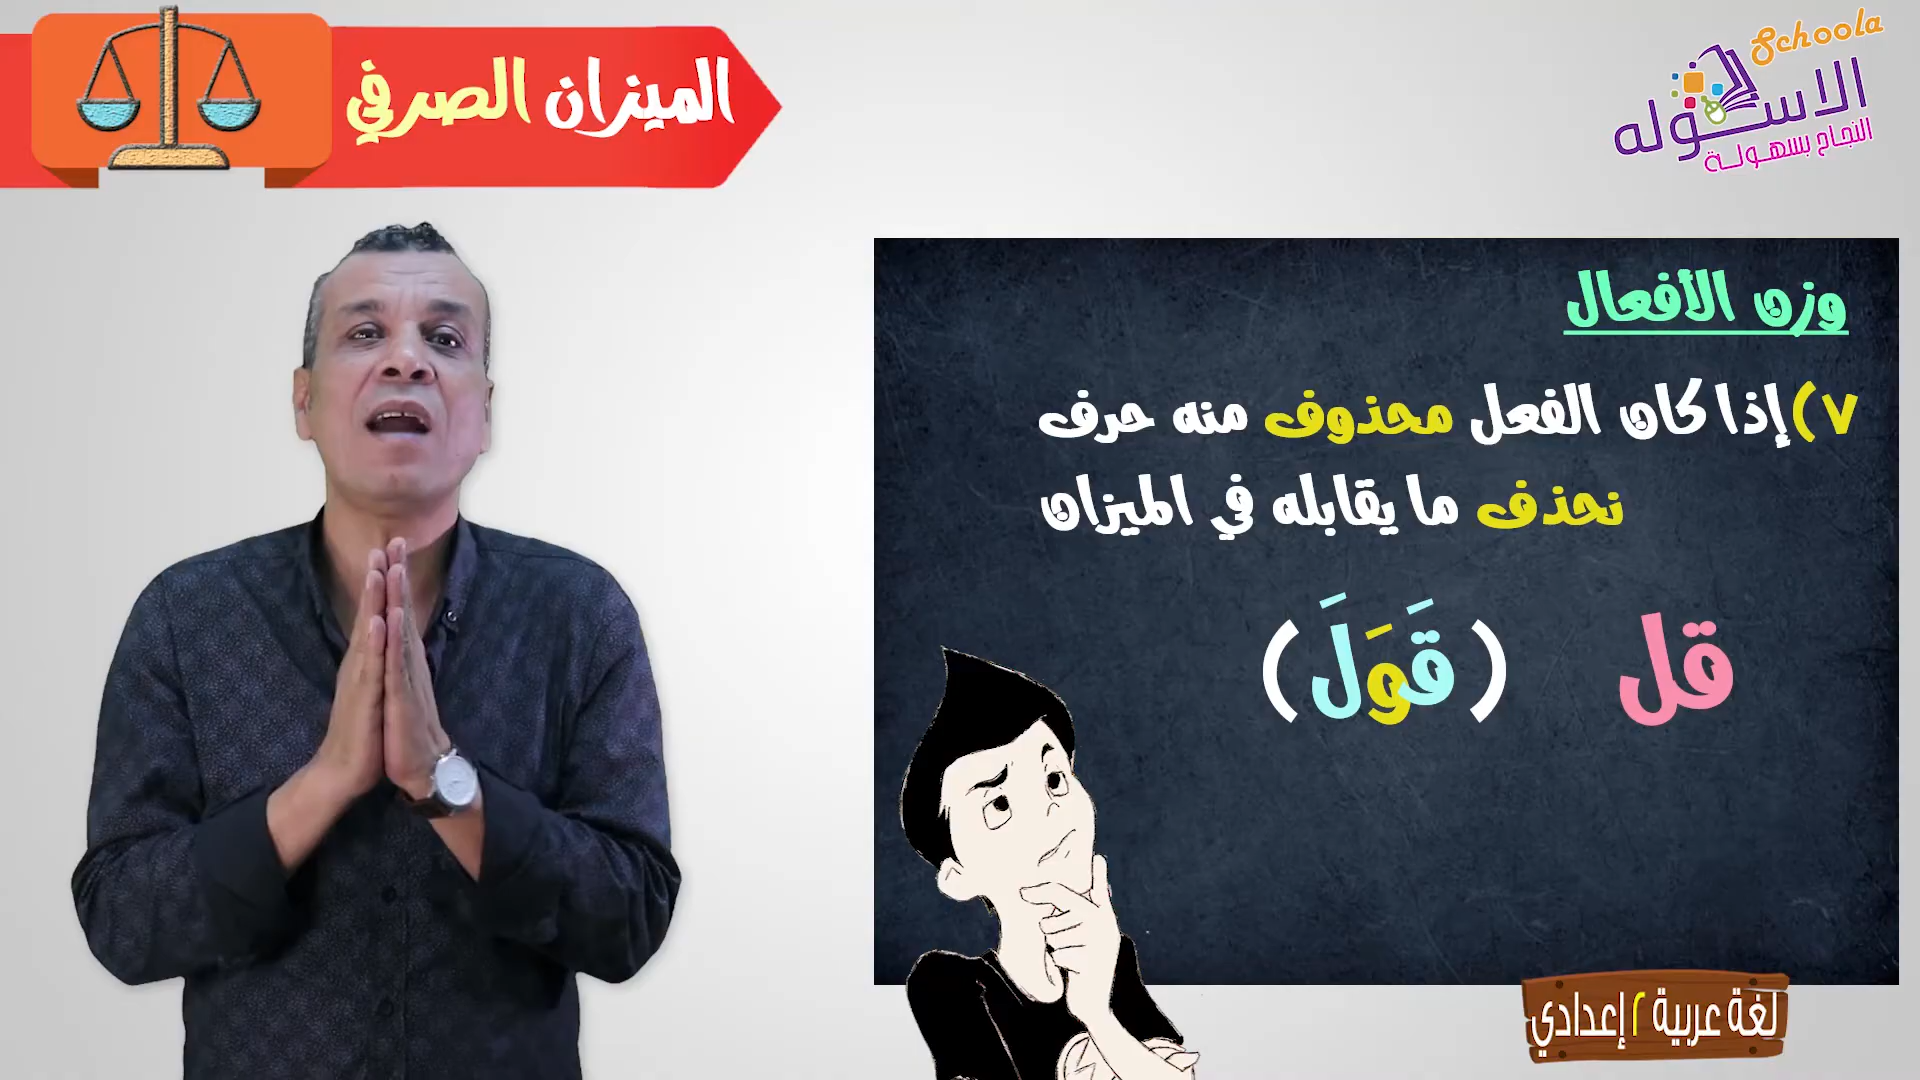 الميزان الصرفي
Schoola
الاسكوله
النجاح بسهولة
وزن الأفعال
٧) إذا كان الفعل محذوف منه حرف
نحذف ما يقابله في الميزان
قل (قَوَلَ)
لغة عربية ٢ إعدادي